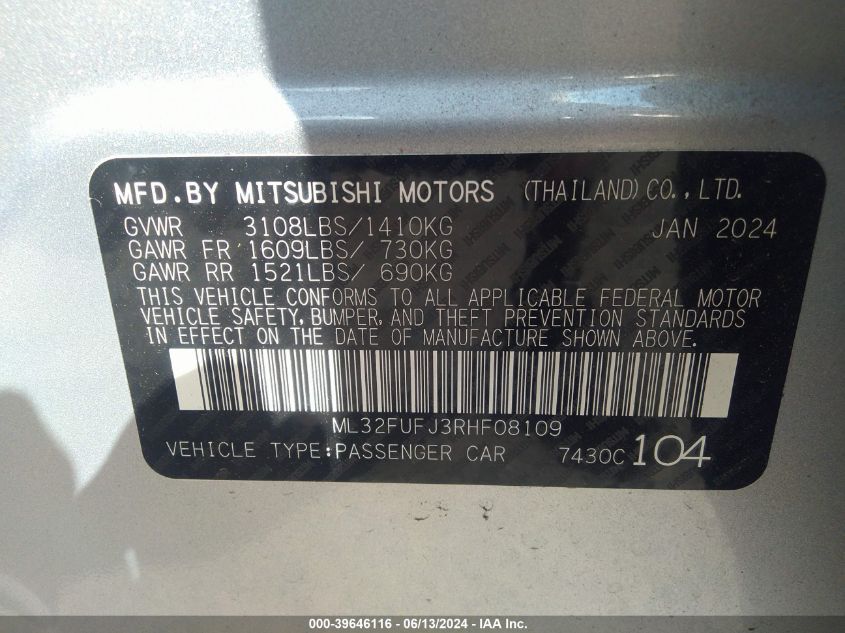 MFD.BY MITSUBISHI MOTORS (THAILAND)CO.,LTD.
GVWR 3108LBS/1410KG JAN 2024
GAWR FR 1609LBS/ 730KG
GAWR RR 1521LBS/ 690KG
THIS VEHICLE CONFORMS TO ALL APPLICABLE FEDERAL MOTOR
VEHICLE SAFETY, BUMPER, AND THEFT PREVENTION STANDARDS
IN EFFECT ON THE DATE OF MANUFACTURE SHOWN ABOVE.
ML32FUFJ3RHF08109
VEHICLE TYPE:PASSENGER CAR 7430C 104
000-39646116 - 06/13/2024 - IAA Inc.